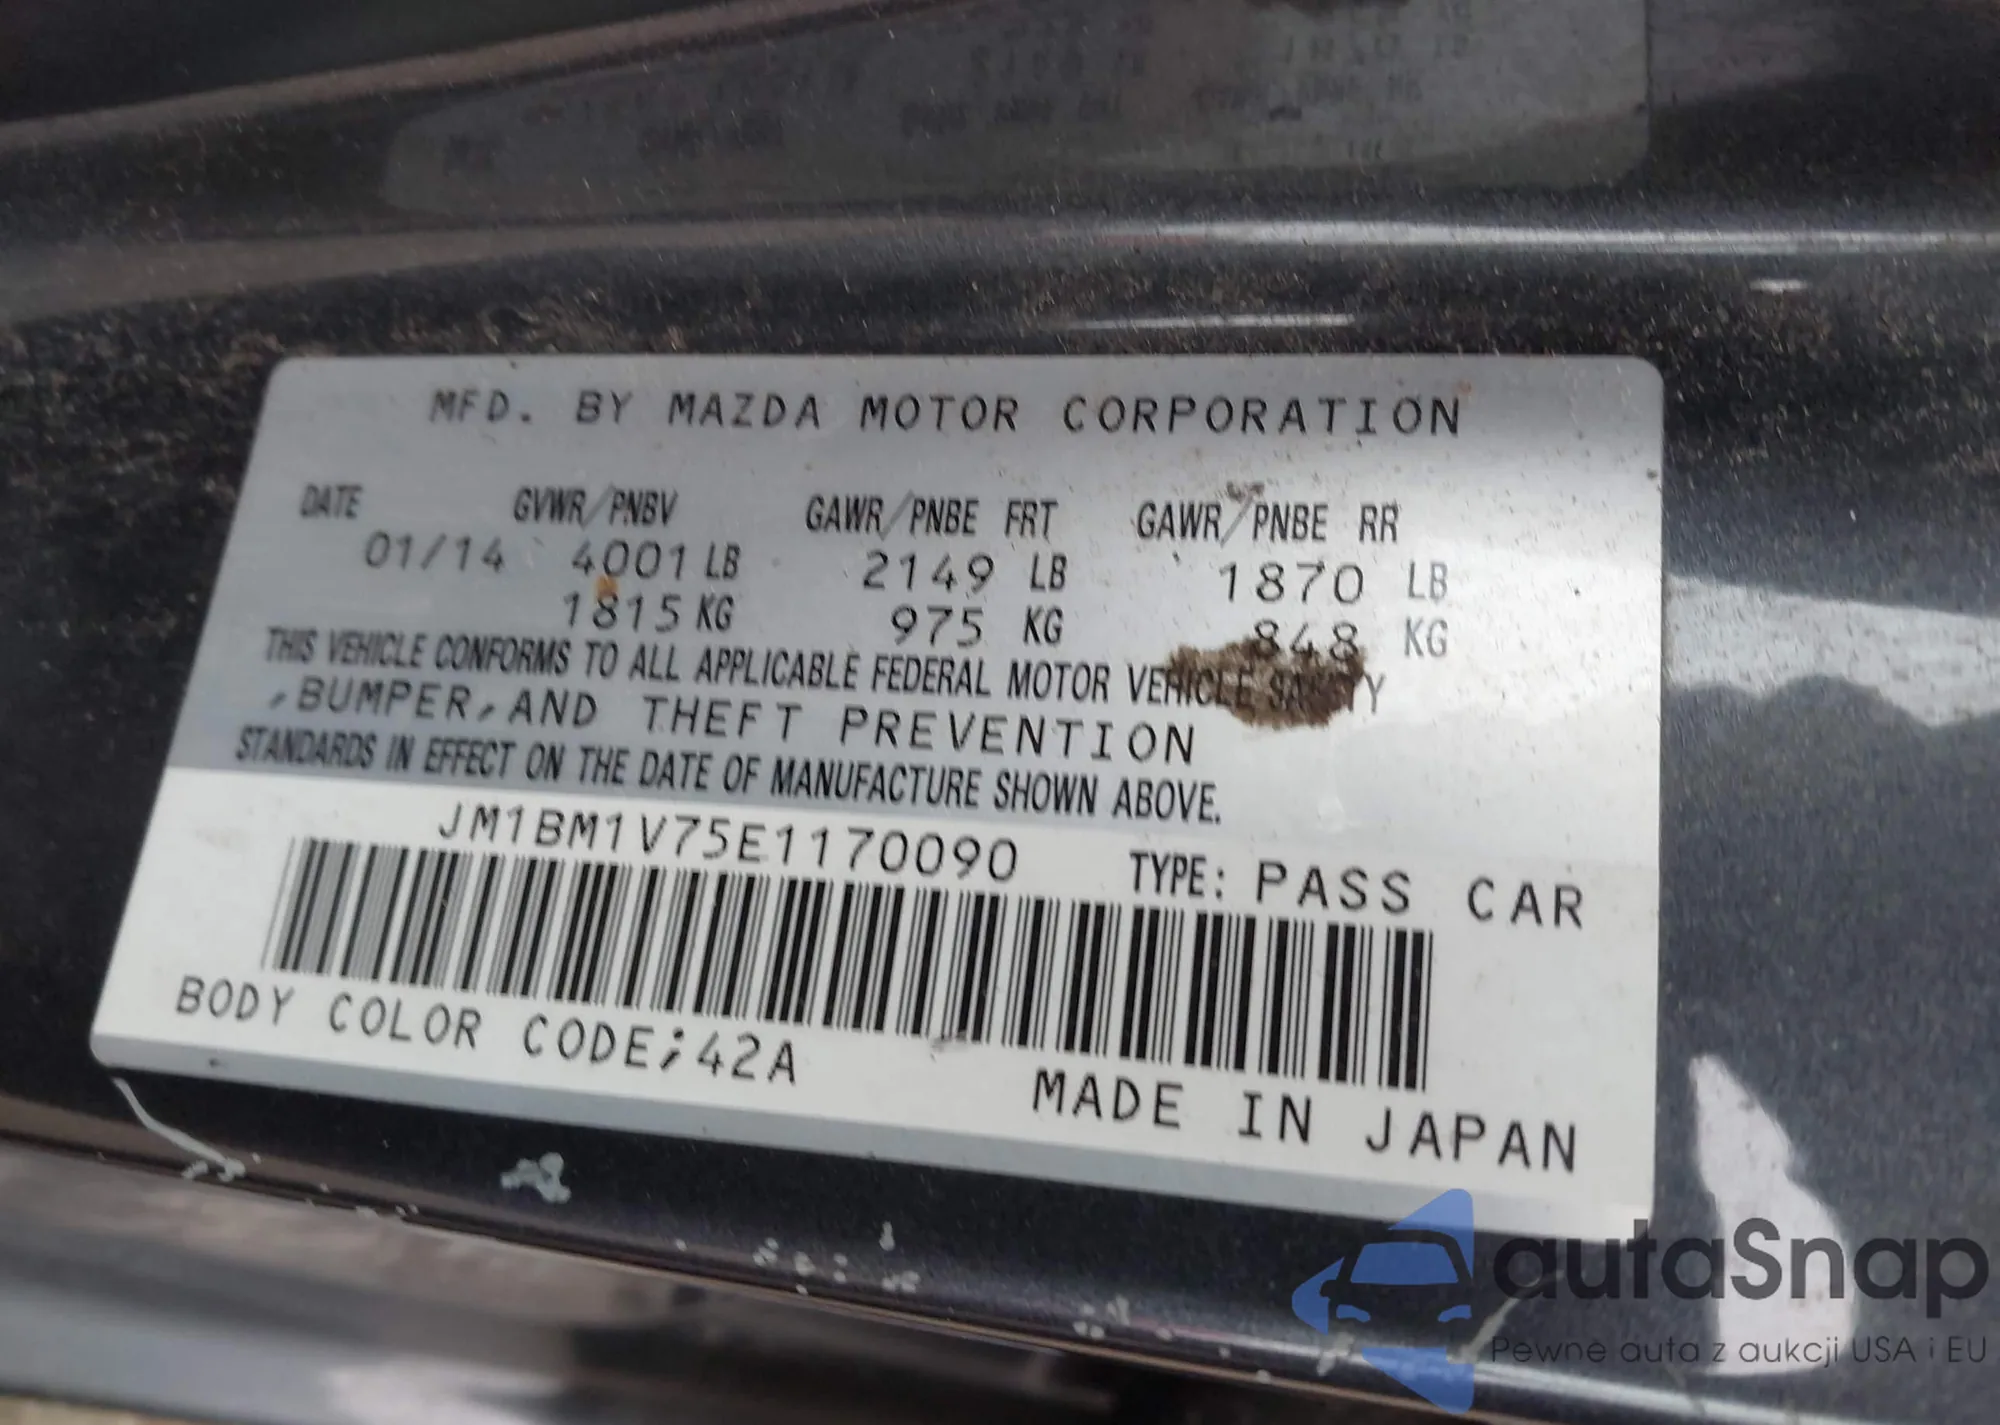 MFD. BY MAZDA MOTOR CORPORATION
DATE GVWR/PNBV GAWR/PNBE FRT GAWR/PNBE RR
01/14 4001 LB 2149 LB 1870 LB
1815 KG 975 KG 848 KG
THIS VEHICLE CONFORMS TO ALL APPLICABLE FEDERAL MOTOR VEHICLE SAFETY
,BUMPER,AND THEFT PREVENTION
STANDARDS IN EFFECT ON THE DATE OF MANUFACTURE SHOWN ABOVE.
JM1BM1V75E1170090 TYPE: PASS CAR
BODY COLOR CODE;42A
MADE IN JAPAN
autaSnap
Pewne auta z aukcji USA i EU